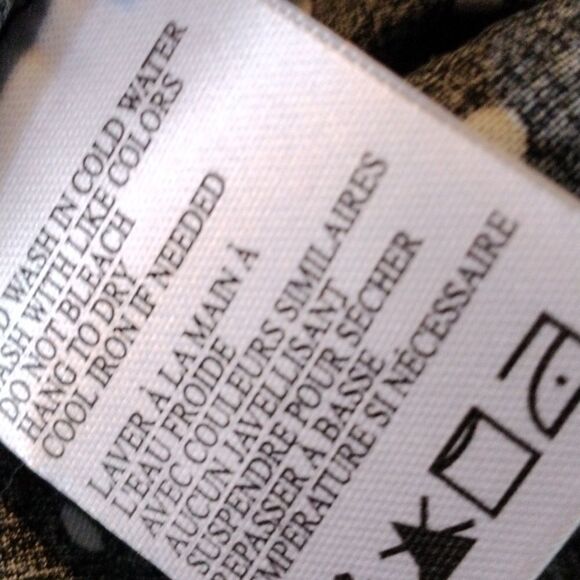 WASH IN COLD WATER
WASH WITH LIKE COLORS
DO NOT BLEACH
HANG TO DRY
COOL IRON IF NEEDED
LAVER À LA MAIN À
L'EAU FROIDE
AVEC COULEURS SIMILAIRES
AUCUN JAVELLISANT
SUSPENDRE POUR SÉCHER
REPASSER À BASSE
TEMPERATURE SI NÉCESSAIRE